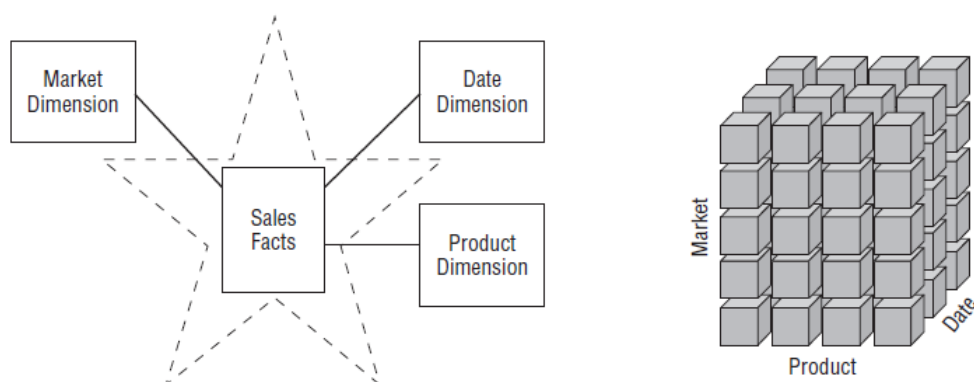 Market
Dimension
Date
Dimension
Sales
Facts
Product
Dimension
Market
Product
Date